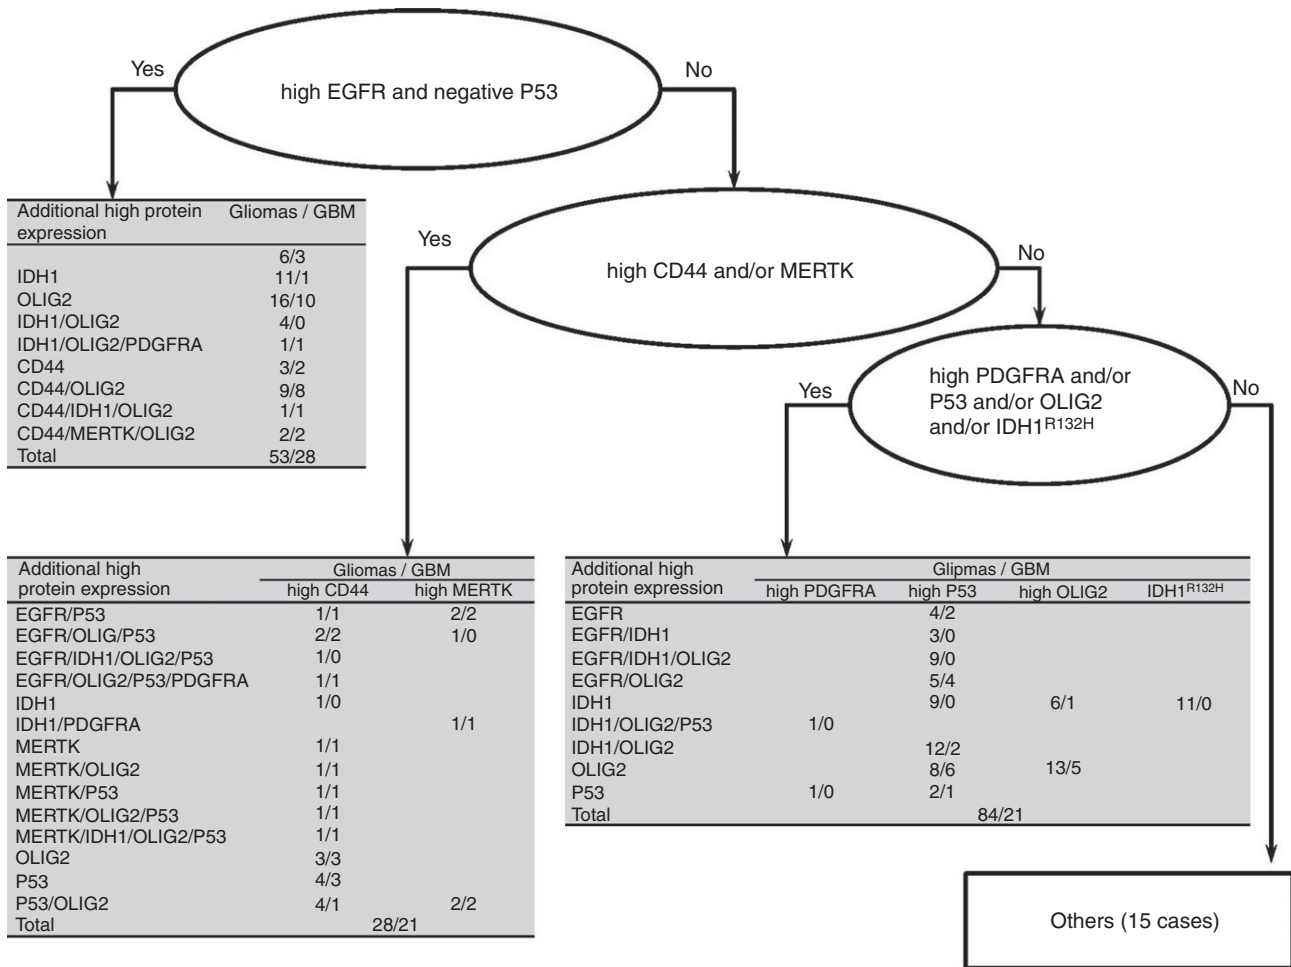 Yes
high EGFR and negative P53
No
Additional high protein Gliomas / GBM
expression
6/3
IDH1 11/1
OLIG2 16/10
IDH1/OLIG2 4/0
IDH1/OLIG2/PDGFRA 1/1
CD44 3/2
CD44/OLIG2 9/8
CD44/IDH1/OLIG2 1/1
CD44/MERTK/OLIG2 2/2
Total 53/28
Yes
high CD44 and/or MERTK
No
Yes
high PDGFRA and/or
P53 and/or OLIG2
and/or IDH1R132H
No
Additional high Gliomas / GBM
protein expression high CD44 high MERTK
EGFR/P53 1/1 2/2
EGFR/OLIG/P53 2/2 1/0
EGFR/IDH1/OLIG2/P53 1/0
EGFR/OLIG2/P53/PDGFRA 1/1
IDH1 1/0
IDH1/PDGFRA 1/1
MERTK 1/1
MERTK/OLIG2 1/1
MERTK/P53 1/1
MERTK/OLIG2/P53 1/1
MERTK/IDH1/OLIG2/P53 1/1
OLIG2 3/3
P53 4/3
P53/OLIG2 4/1 2/2
Total 28/21
Additional high Glipmas / GBM
protein expression high PDGFRA high P53 high OLIG2 IDH1R132H
EGFR 4/2
EGFR/IDH1 3/0
EGFR/IDH1/OLIG2 9/0
EGFR/OLIG2 5/4
IDH1 9/0 6/1 11/0
IDH1/OLIG2/P53 1/0
IDH1/OLIG2 12/2
OLIG2 8/6 13/5
P53 1/0 2/1
Total 84/21
Others (15 cases)